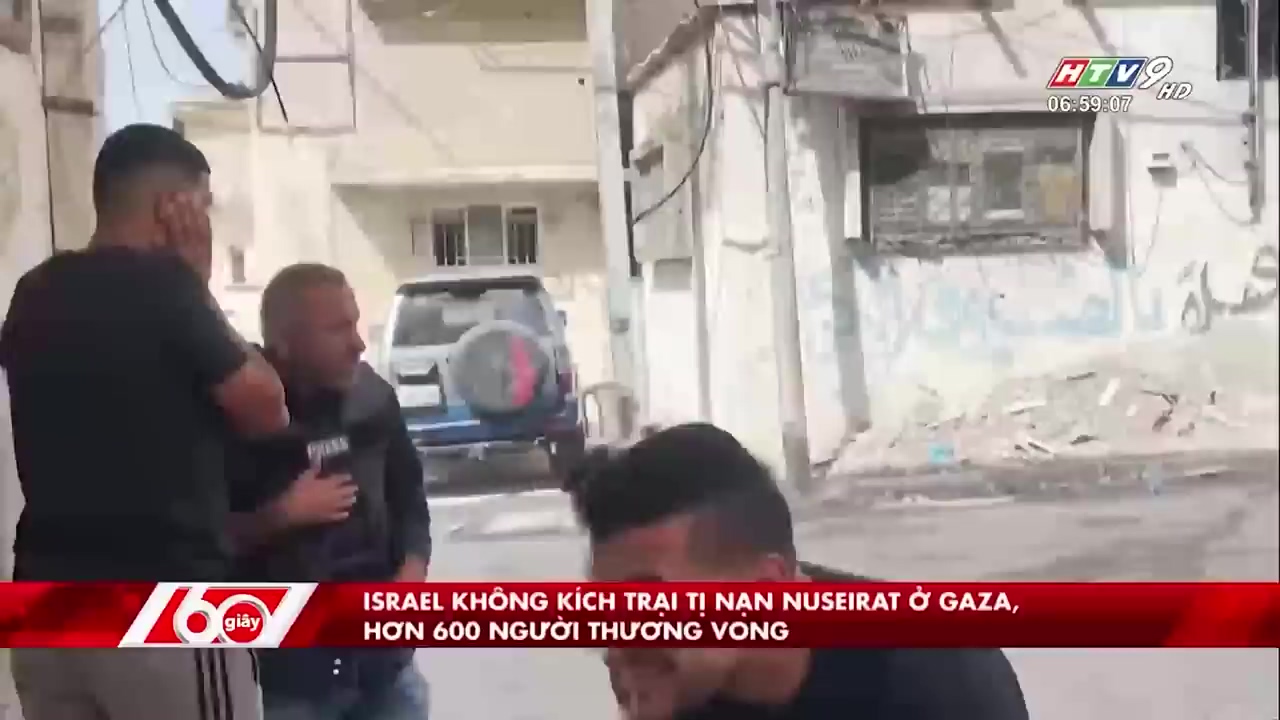 HTV9 HD
06:59:07
60 giây
ISRAEL KHÔNG KÍCH TRẠI TỊ NẠN NUSEIRAT Ở GAZA,
HƠN 600 NGƯỜI THƯƠNG VONG